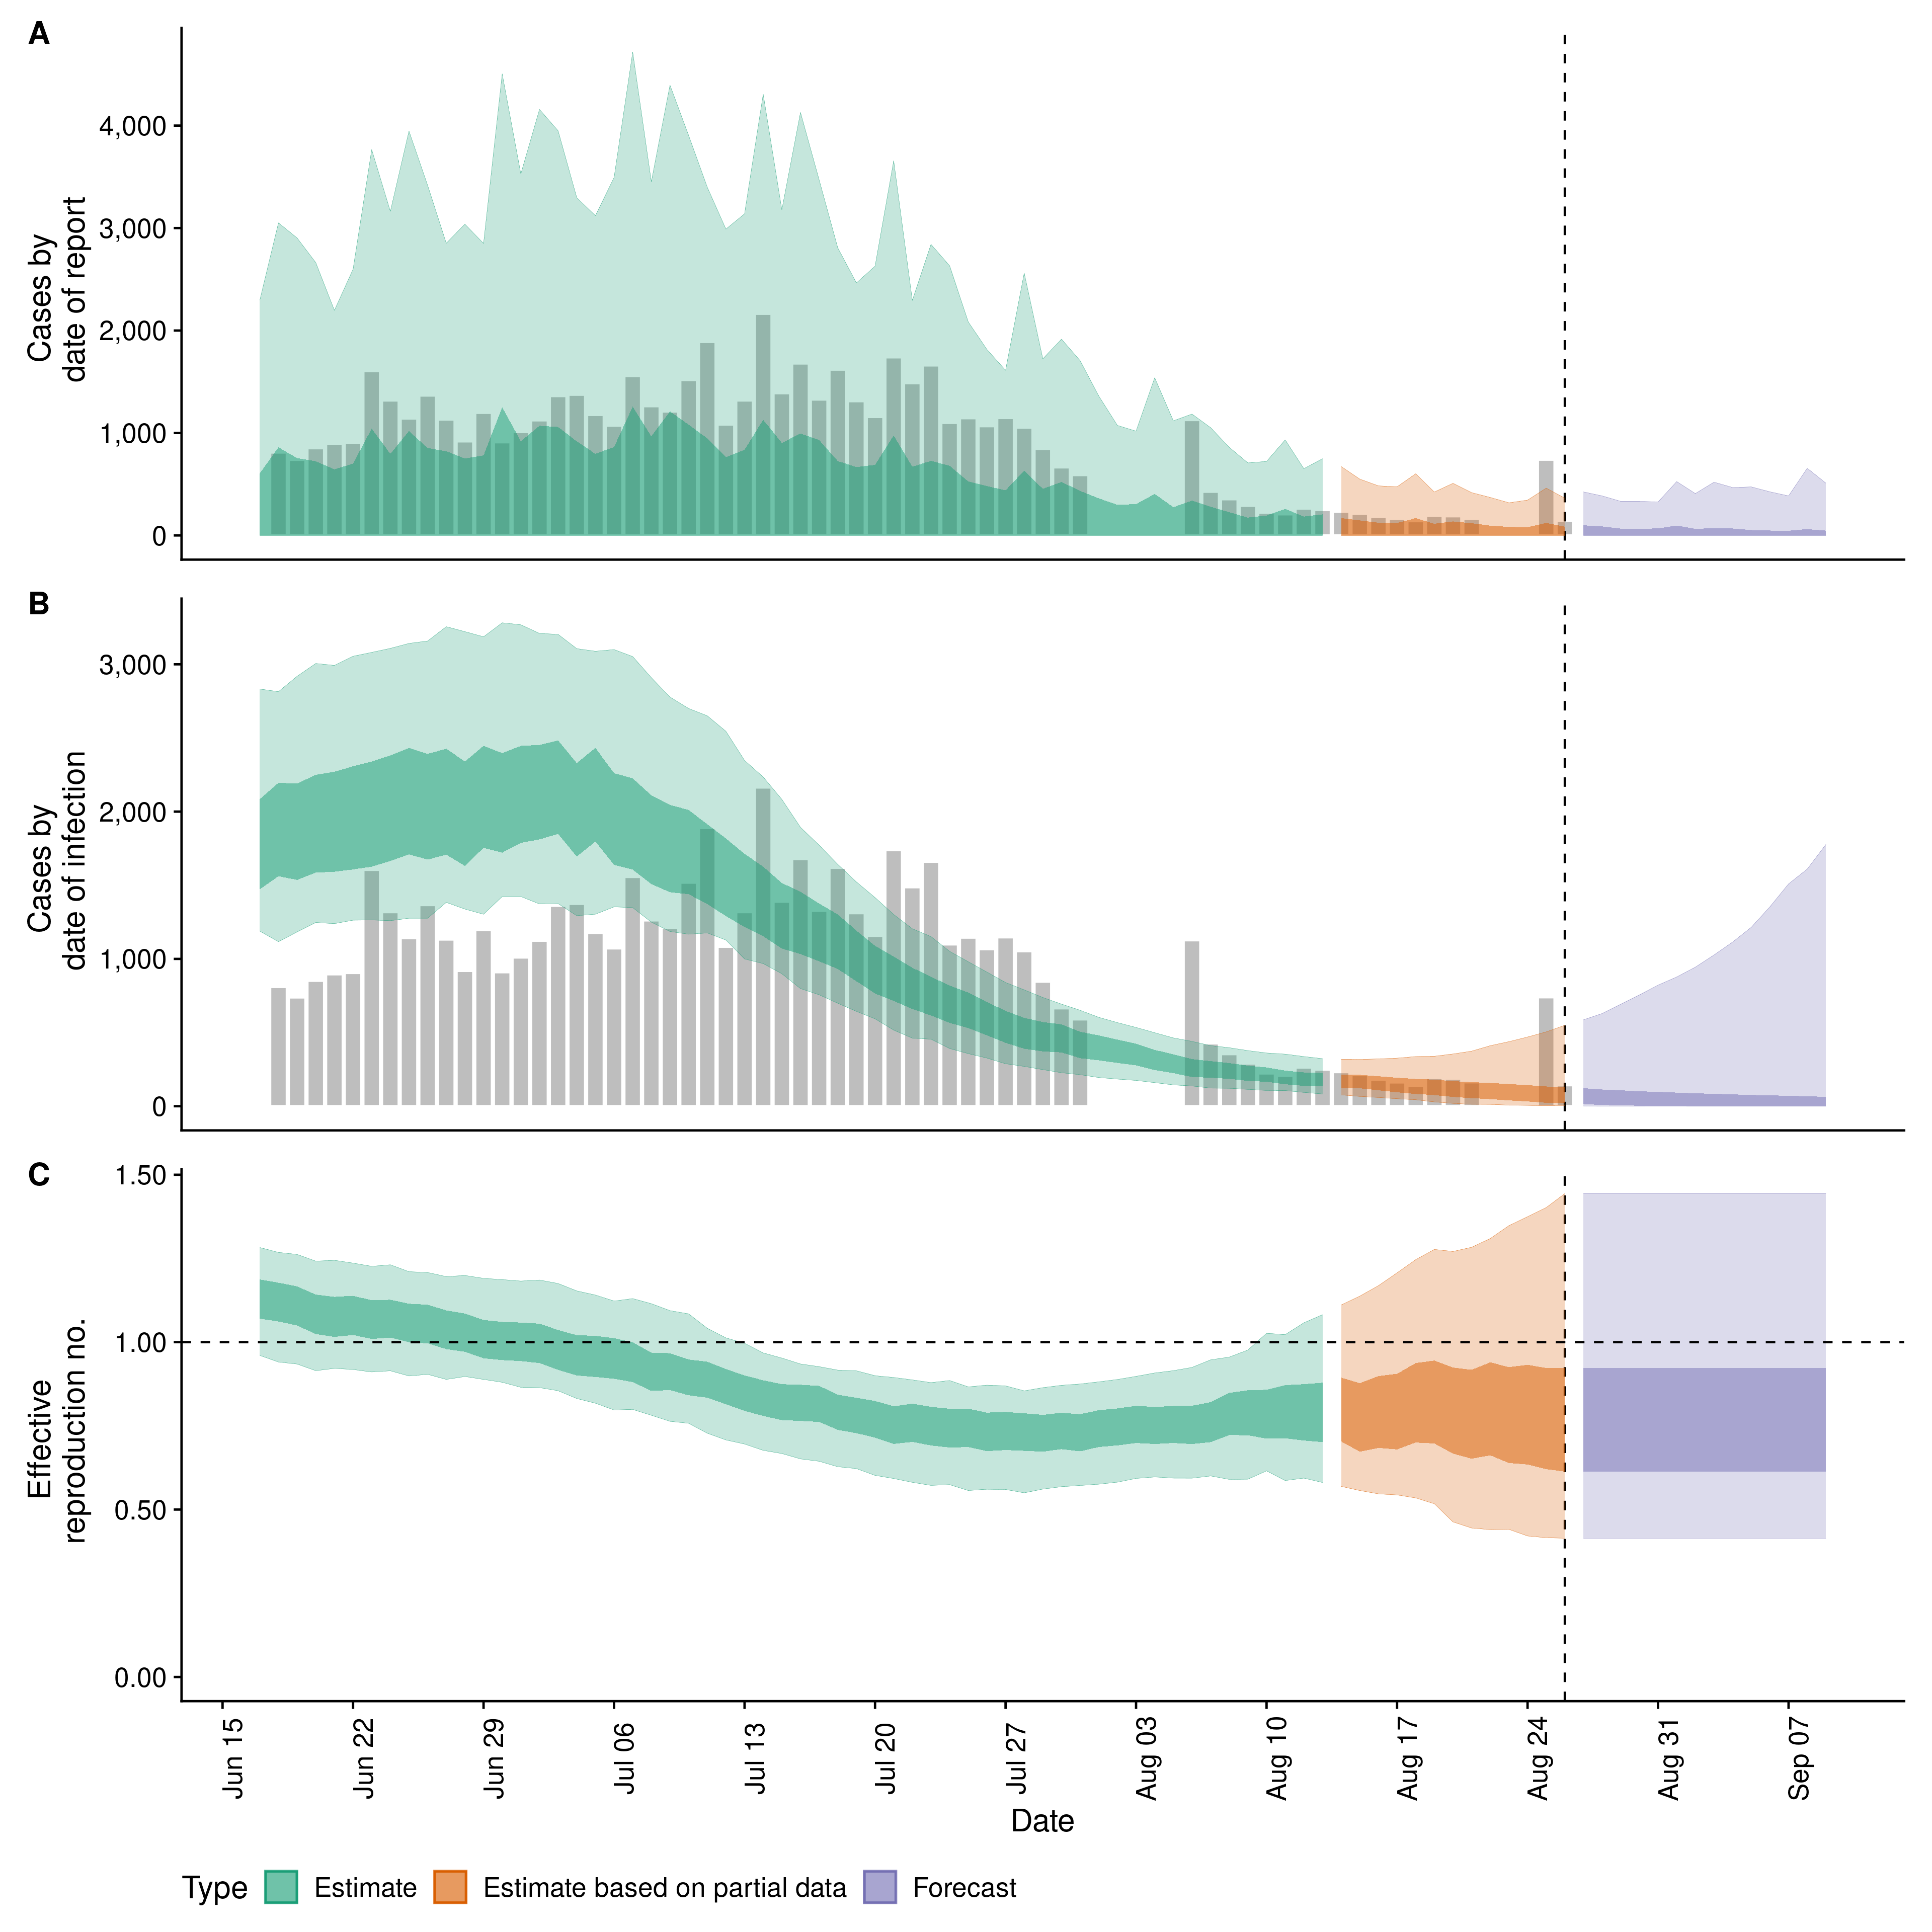 A
Cases by
date of report
4,000
3,000
2,000
1,000
0
B
Cases by
date of infection
3,000
2,000
1,000
0
C
Effective
reproduction no.
1.50
1.00
0.50
0.00
Jun 15
Jun 22
Jun 29
Jul 06
Jul 13
Jul 20
Jul 27
Aug 03
Aug 10
Aug 17
Aug 24
Aug 31
Sep 07
Date
Type Estimate Estimate based on partial data Forecast